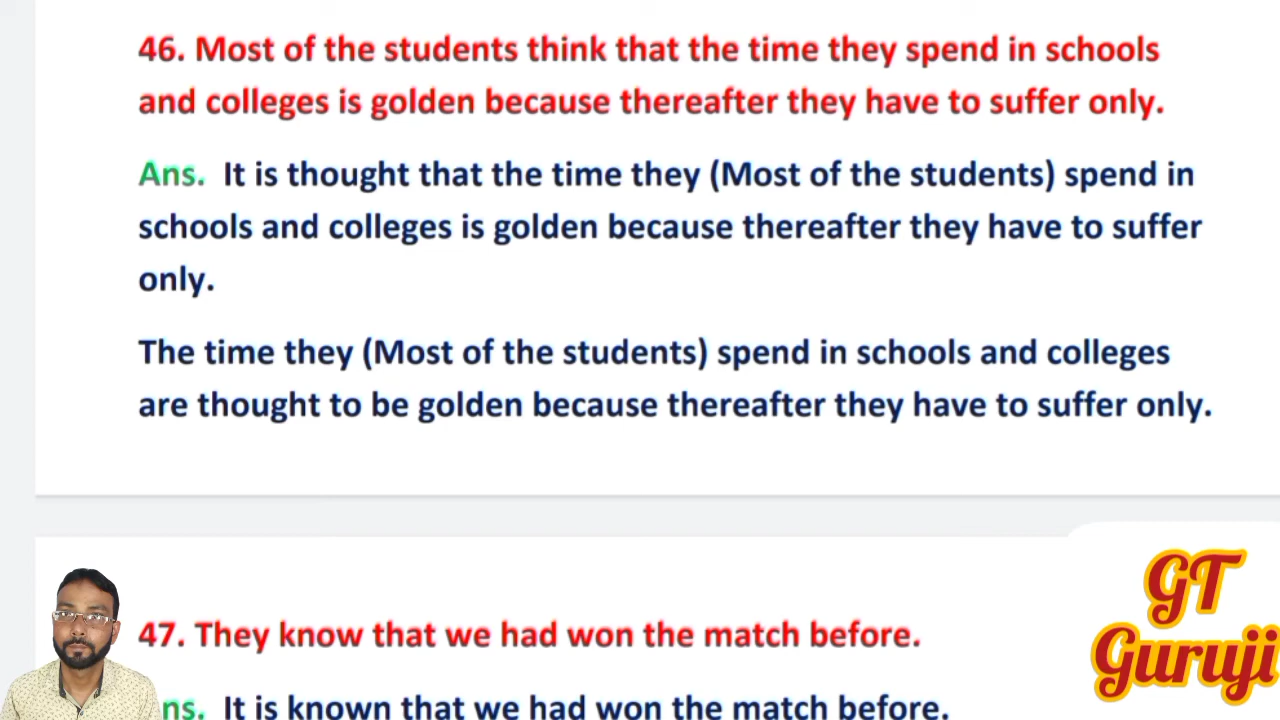 46. Most of the students think that the time they spend in schools
and colleges is golden because thereafter they have to suffer only.
Ans. It is thought that the time they (Most of the students) spend in
schools and colleges is golden because thereafter they have to suffer
only.
The time they (Most of the students) spend in schools and colleges
are thought to be golden because thereafter they have to suffer only.
GT
Guruji
47. They know that we had won the match before.
ns. It is known that we had won the match before.